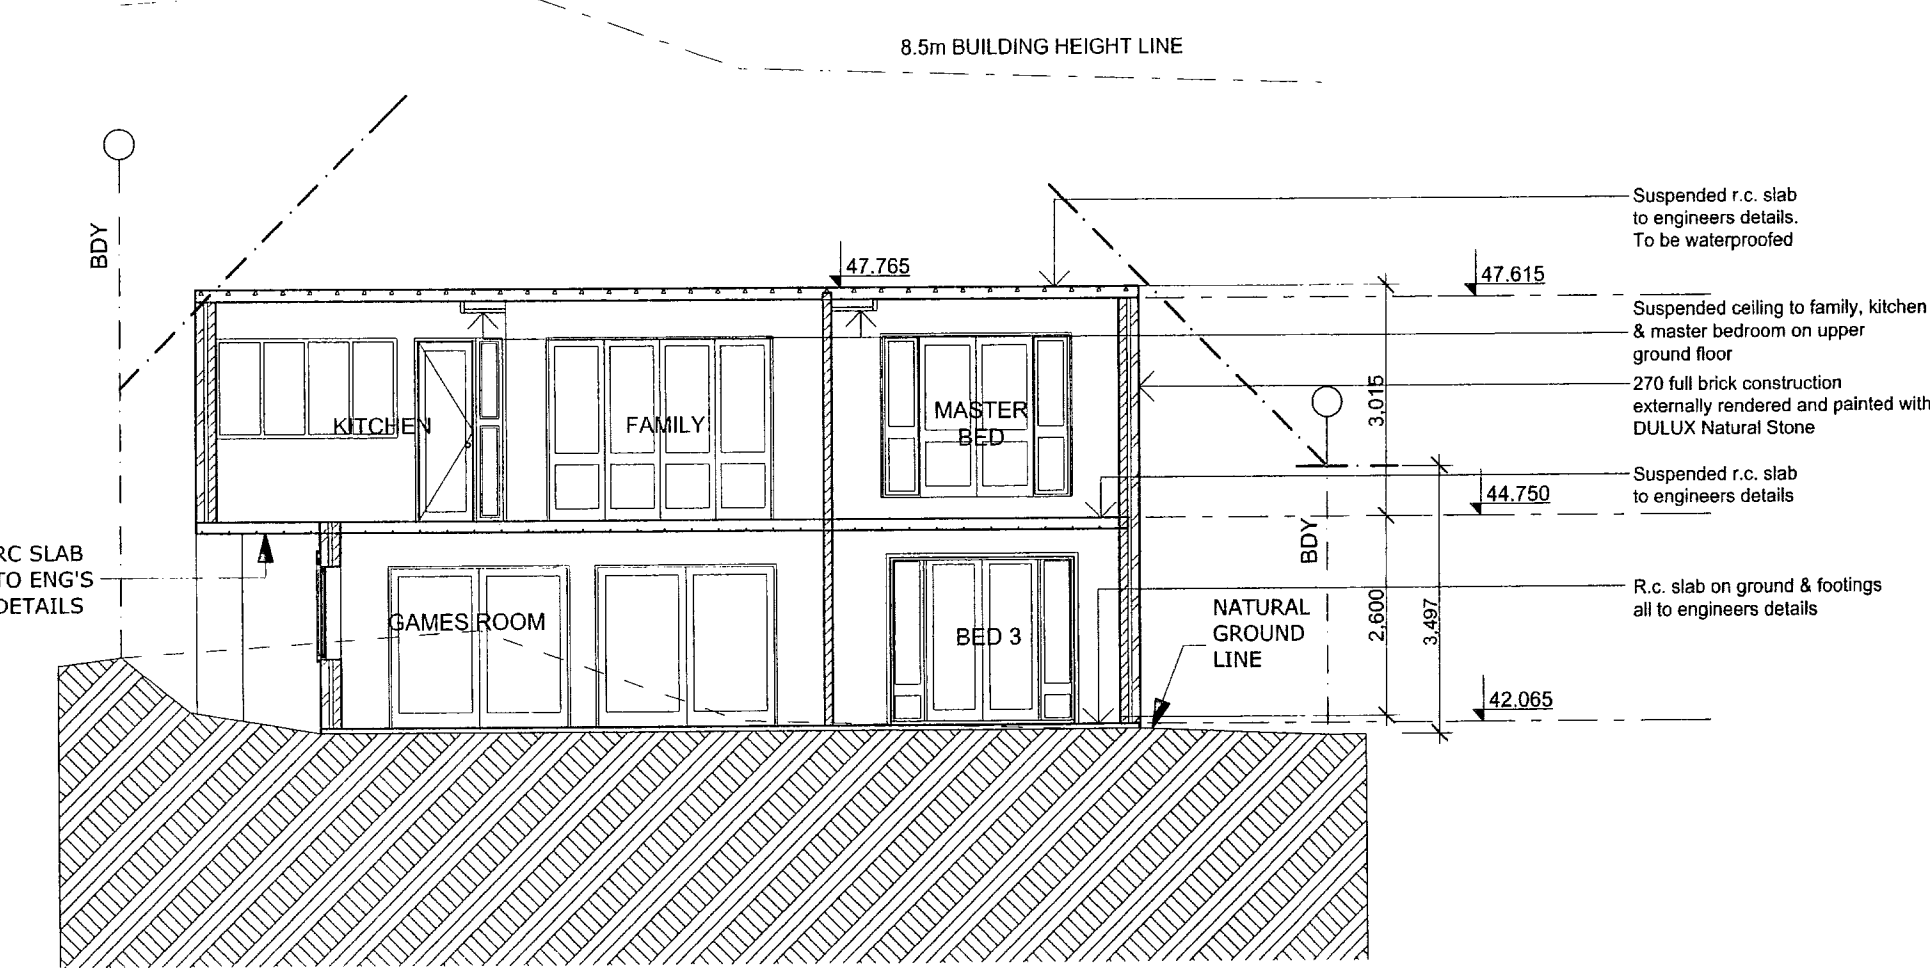 8.5m BUILDING HEIGHT LINE
BDY
47.765
47.615
Suspended r.c. slab
to engineers details.
To be waterproofed
Suspended ceiling to family, kitchen
& master bedroom on upper
ground floor
270 full brick construction
externally rendered and painted with
DULUX Natural Stone
3,015
KITCHEN
FAMILY
MASTER
BED
Suspended r.c. slab
to engineers details
44.750
BDY
RC SLAB
TO ENG'S
DETAILS
GAMES ROOM
BED 3
NATURAL
GROUND
LINE
2,600
3,497
R.c. slab on ground & footings
all to engineers details
42.065